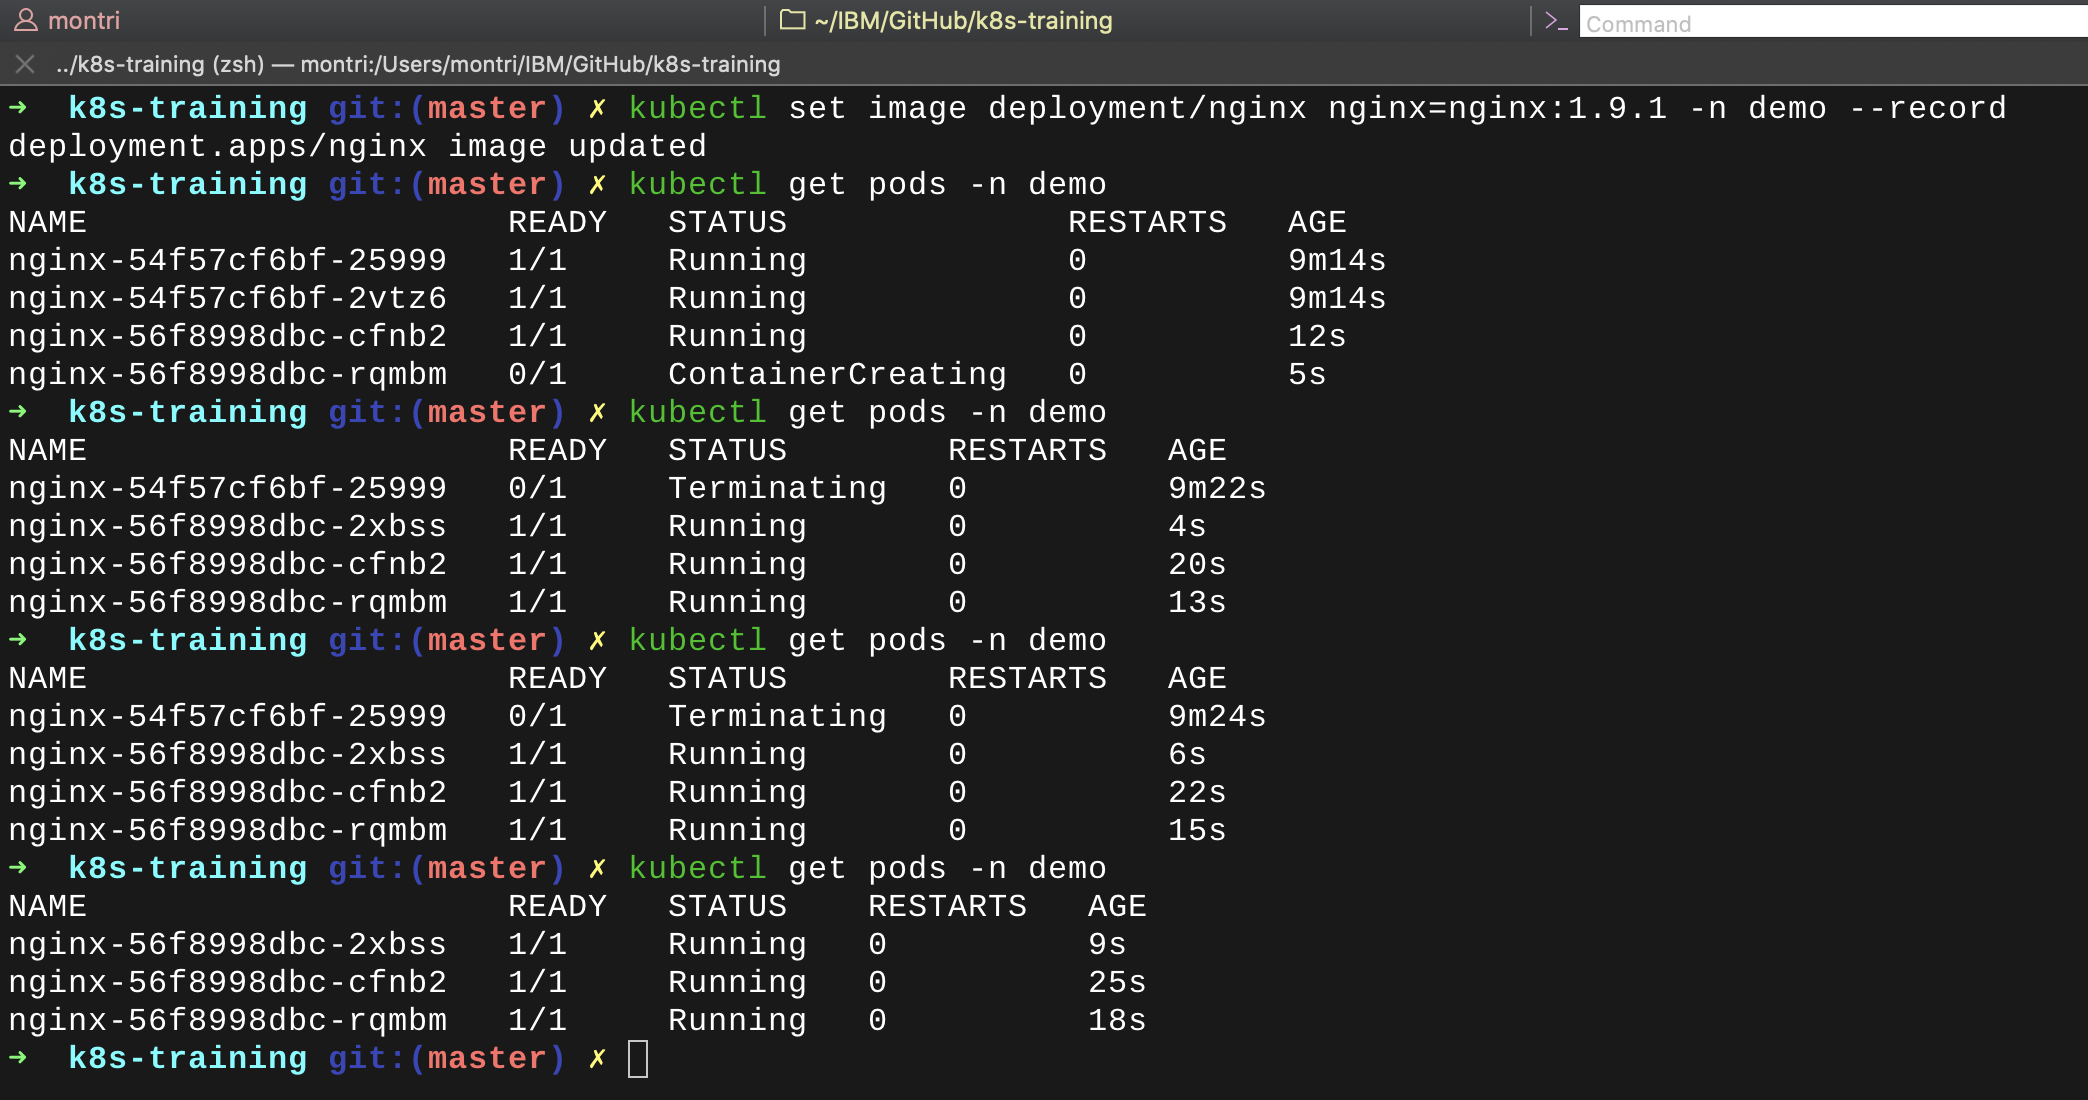 montri ~/IBM/GitHub/k8s-training >_ Command
../k8s-training (zsh) — montri:/Users/montri/IBM/GitHub/k8s-training
➜  k8s-training git:(master) ✗ kubectl set image deployment/nginx nginx=nginx:1.9.1 -n demo --record
deployment.apps/nginx image updated
➜  k8s-training git:(master) ✗ kubectl get pods -n demo
NAME                     READY   STATUS              RESTARTS   AGE
nginx-54f57cf6bf-25999   1/1     Running             0          9m14s
nginx-54f57cf6bf-2vtz6   1/1     Running             0          9m14s
nginx-56f8998dbc-cfnb2   1/1     Running             0          12s
nginx-56f8998dbc-rqmbm   0/1     ContainerCreating   0          5s
➜  k8s-training git:(master) ✗ kubectl get pods -n demo
NAME                     READY   STATUS        RESTARTS   AGE
nginx-54f57cf6bf-25999   0/1     Terminating   0          9m22s
nginx-56f8998dbc-2xbss   1/1     Running       0          4s
nginx-56f8998dbc-cfnb2   1/1     Running       0          20s
nginx-56f8998dbc-rqmbm   1/1     Running       0          13s
➜  k8s-training git:(master) ✗ kubectl get pods -n demo
NAME                     READY   STATUS        RESTARTS   AGE
nginx-54f57cf6bf-25999   0/1     Terminating   0          9m24s
nginx-56f8998dbc-2xbss   1/1     Running       0          6s
nginx-56f8998dbc-cfnb2   1/1     Running       0          22s
nginx-56f8998dbc-rqmbm   1/1     Running       0          15s
➜  k8s-training git:(master) ✗ kubectl get pods -n demo
NAME                     READY   STATUS    RESTARTS   AGE
nginx-56f8998dbc-2xbss   1/1     Running   0          9s
nginx-56f8998dbc-cfnb2   1/1     Running   0          25s
nginx-56f8998dbc-rqmbm   1/1     Running   0          18s
➜  k8s-training git:(master) ✗